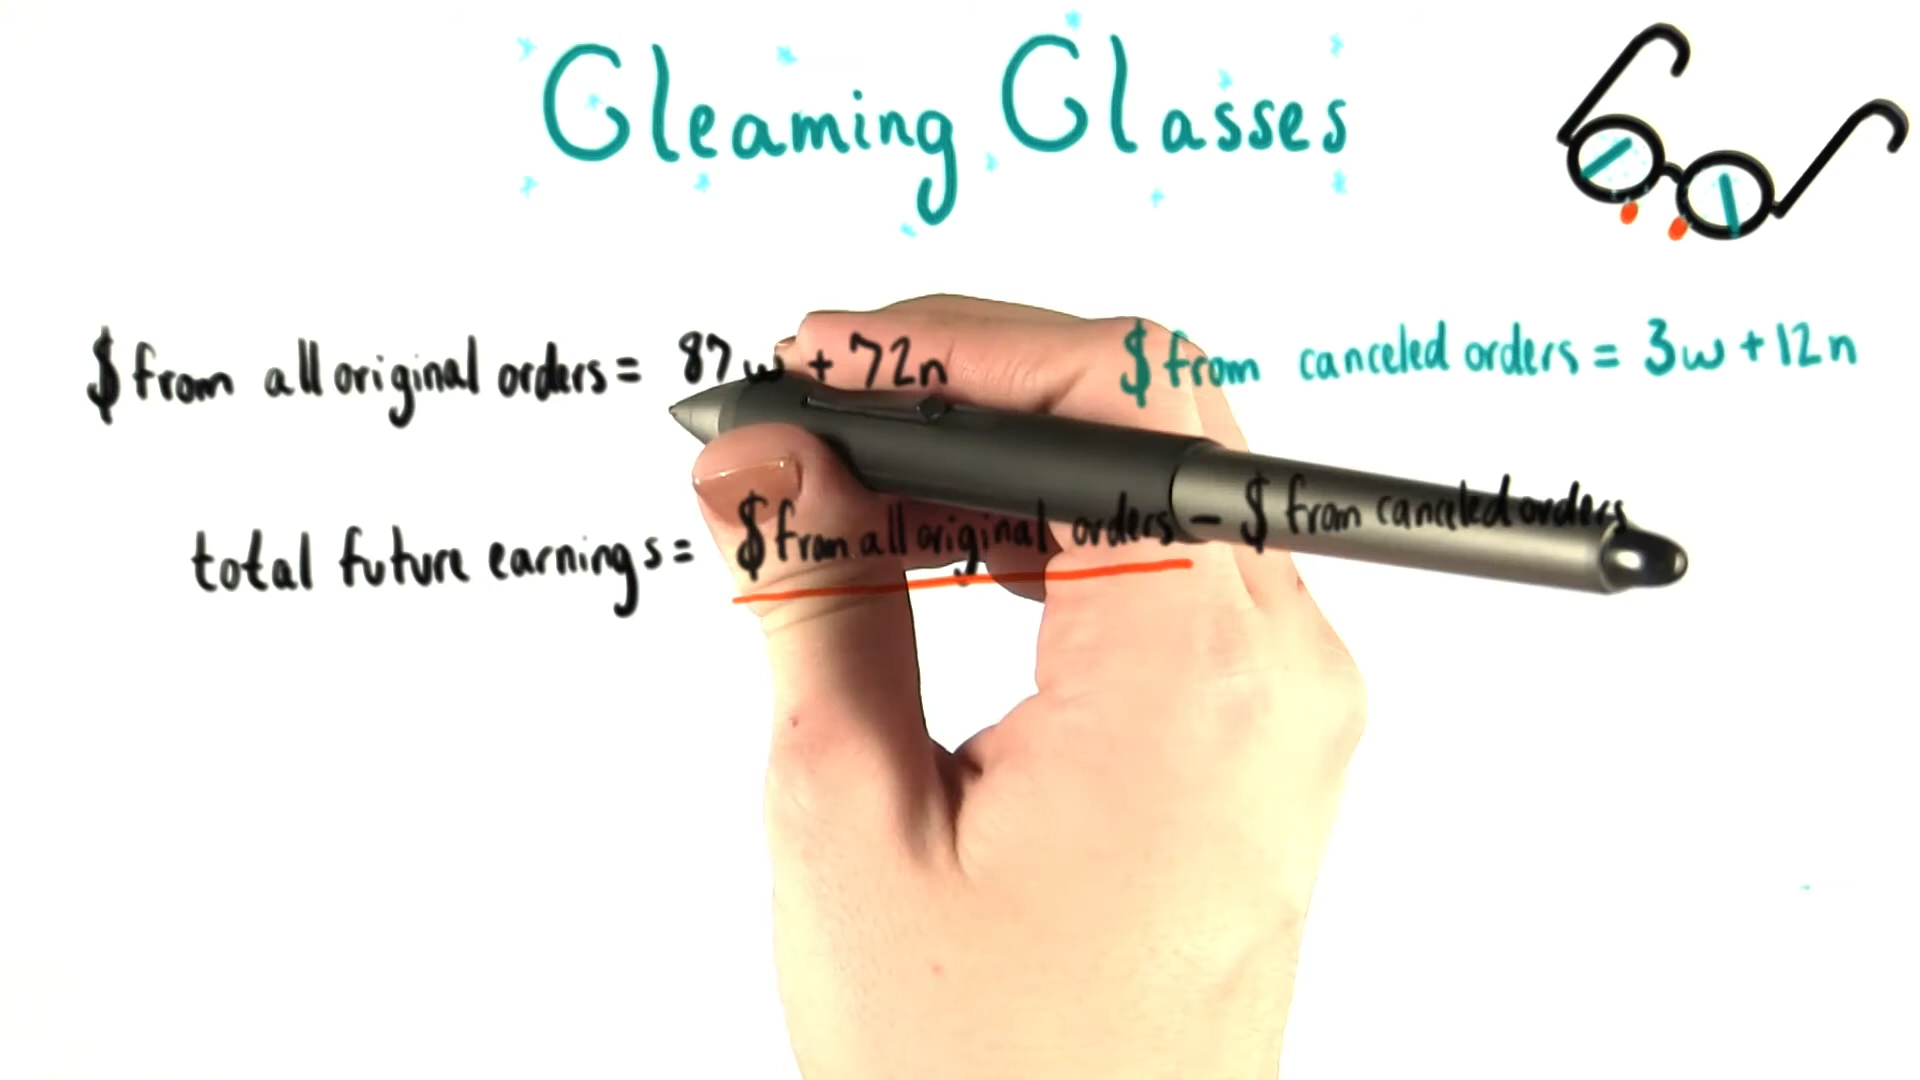 Gleaming Glasses
$ from all original orders = 87w + 72n
$ from canceled orders = 3w + 12n
total future earnings = $ from all original orders - $ from canceled orders